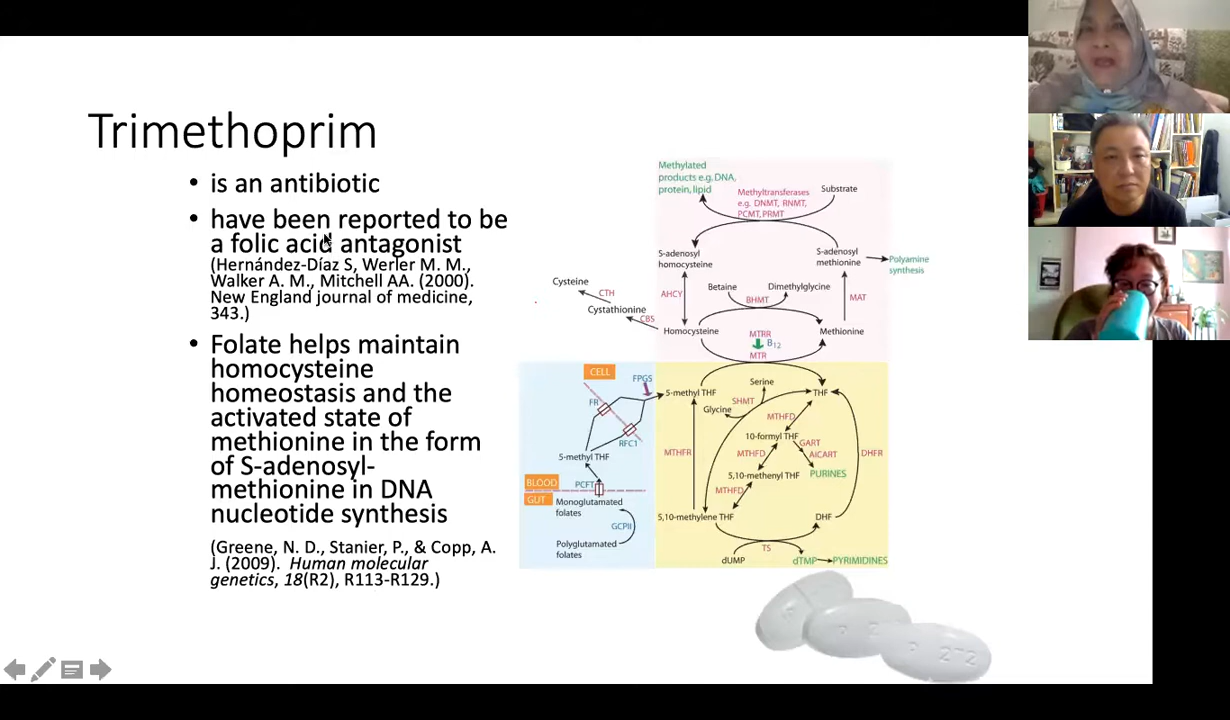 Trimethoprim
• is an antibiotic
• have been reported to be
a folic acid antagonist
(Hernández-Díaz S, Werler M. M.,
Walker A. M., Mitchell AA. (2000).
New England journal of medicine,
343.)
• Folate helps maintain
homocysteine
homeostasis and the
activated state of
methionine in the form
of S-adenosyl-
methionine in DNA
nucleotide synthesis
(Greene, N. D., Stanier, P., & Copp, A.
J. (2009). Human molecular
genetics, 18(R2), R113-R129.)
Methylated
products e.g. DNA,
protein, lipid
Methyltransferases
e.g. DNMT, RNMT,
PCMT, PRMT
Substrate
S-adenosyl
homocysteine
S-adenosyl
methionine
Polyamine
synthesis
Cysteine
CTH
Cystathionine
CBS
AHCY
Betaine
Dimethylglycine
BHMT
MAT
Homocysteine
MTRR
B12
MTR
Methionine
CELL
FPGS
FR
RFC1
5-methyl THF
PCFT
BLOOD
GUT
Monoglutamated
folates
GCPII
Polyglutamated
folates
5-methyl THF
Serine
SHMT
Glycine
THF
MTHFD
10-formyl THF
GART
AICART
MTHFR
MTHFD
DHFR
5,10-methenyl THF
PURINES
MTHFD
5,10-methylene THF
DHF
TS
dUMP
dTMP
PYRIMIDINES